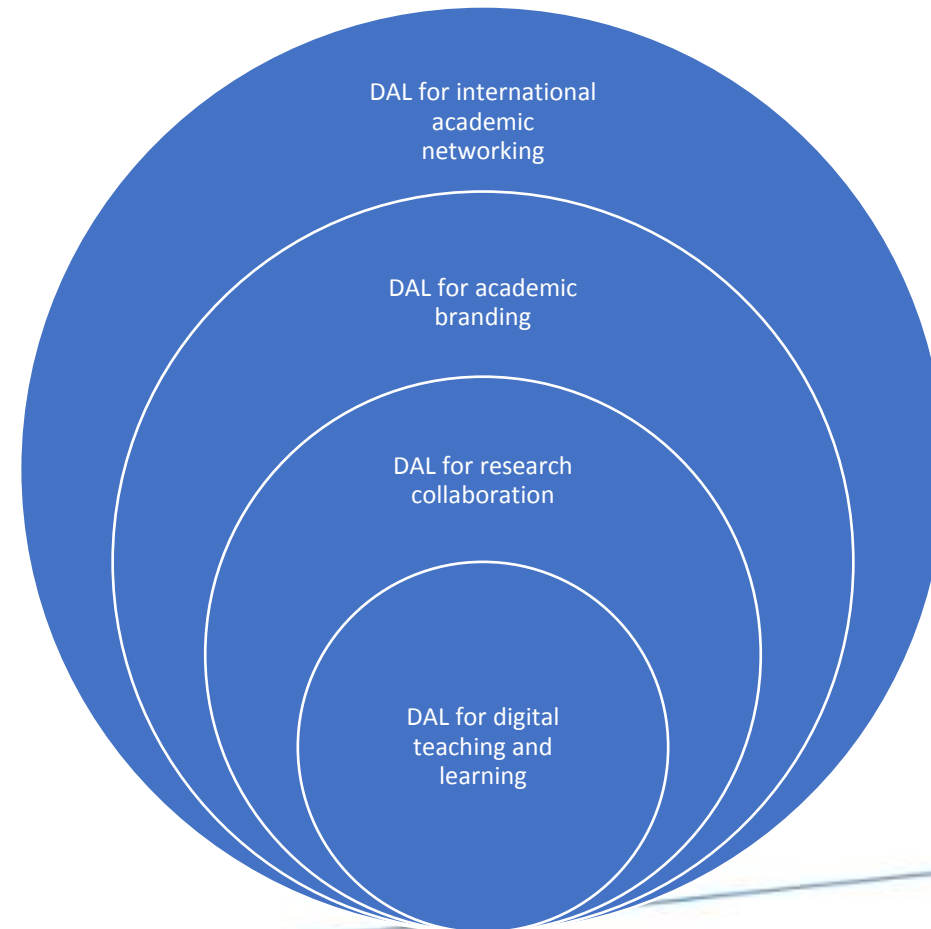 DAL for international
academic
networking
DAL for academic
branding
DAL for research
collaboration
DAL for digital
teaching and
learning